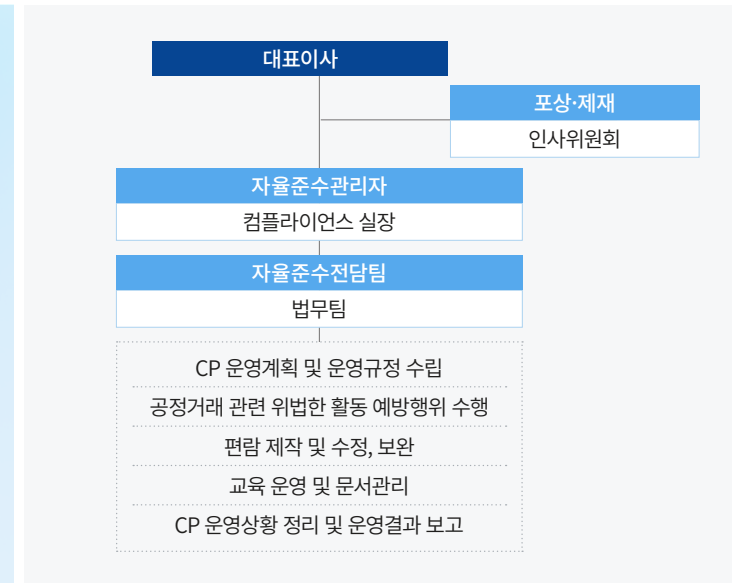 대표이사
포상·제재
인사위원회
자율준수관리자
컴플라이언스 실장
자율준수전담팀
법무팀
CP 운영계획 및 운영규정 수립
공정거래 관련 위법한 활동 예방행위 수행
편람 제작 및 수정, 보완
교육 운영 및 문서관리
CP 운영상황 정리 및 운영결과 보고